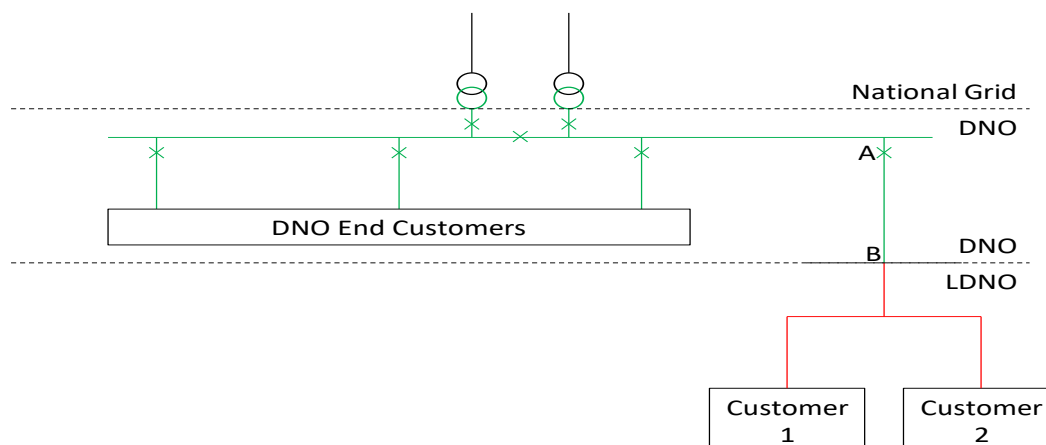 National Grid
DNO
A
DNO End Customers
DNO
B
LDNO
Customer
1
Customer
2